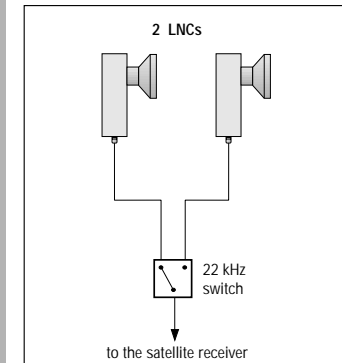 2 LNCs
22 kHz
switch
to the satellite receiver